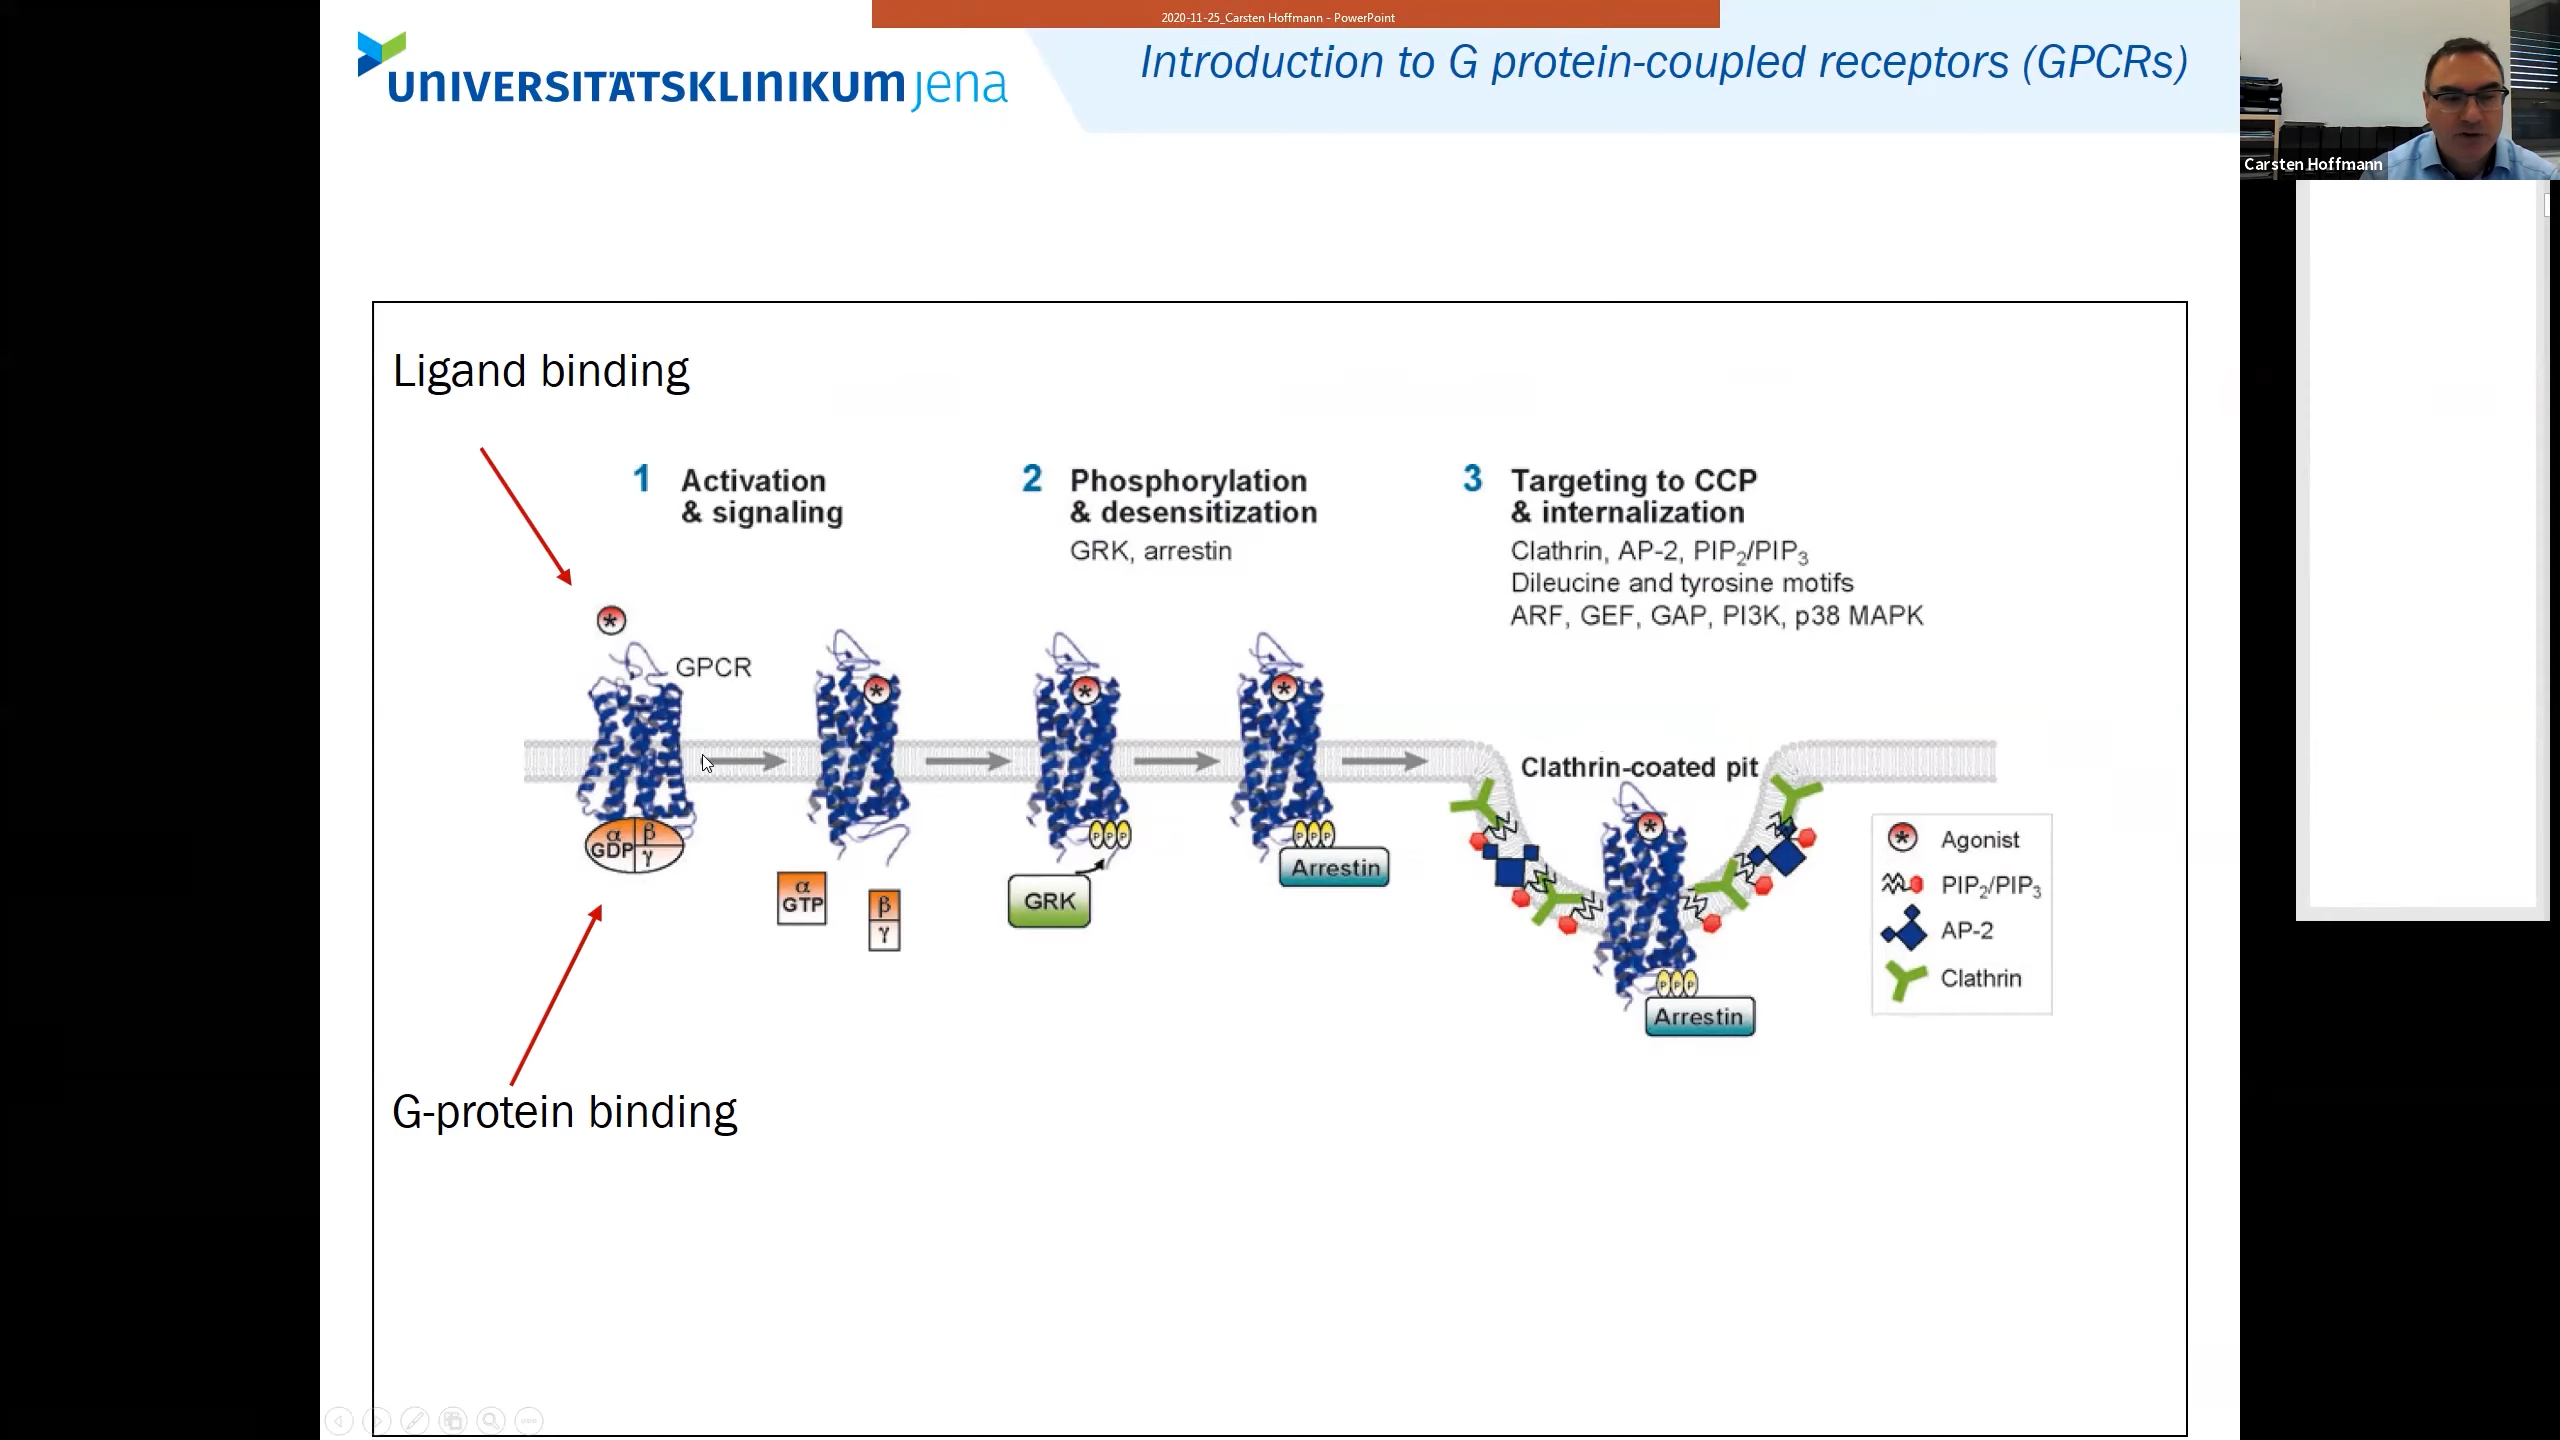 2020-11-25_Carsten Hoffmann - PowerPoint
UNIVERSITÄTSKLINIKUM jena
Introduction to G protein-coupled receptors (GPCRs)
Carsten Hoffmann
Ligand binding
1 Activation
& signaling
2 Phosphorylation
& desensitization
GRK, arrestin
3 Targeting to CCP
& internalization
Clathrin, AP-2, PIP2/PIP3
Dileucine and tyrosine motifs
ARF, GEF, GAP, PI3K, p38 MAPK
*
GPCR
*
*
*
Clathrin-coated pit
*
α β
GDP γ
α
GTP
β
γ
P P P
GRK
P P P
Arrestin
P P P
Arrestin
* Agonist
PIP2/PIP3
AP-2
Clathrin
G-protein binding